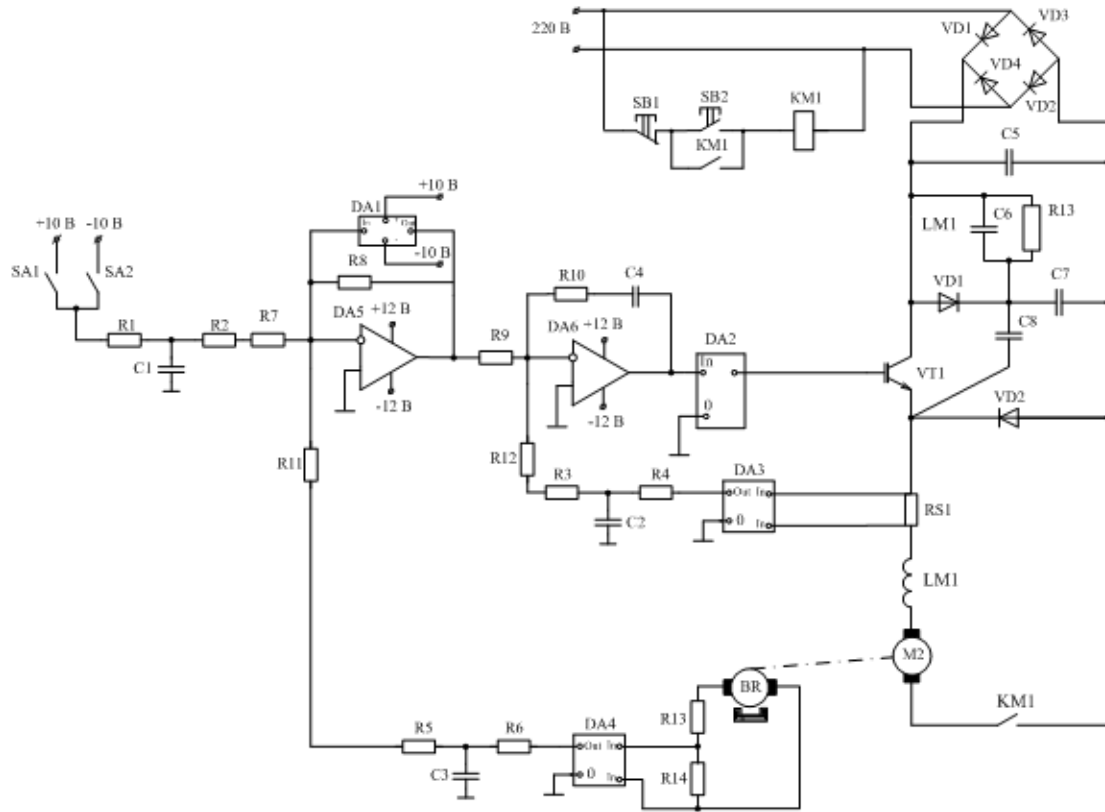 220 В
VD1
VD3
VD4
VD2
SB1
SB2
KM1
KM1
C5
+10 В
DA1
In
Out
-10 В
LM1
C6
R13
+10 В
-10 В
SA1
SA2
R8
R10
C4
VD1
C7
C8
R1
R2
R7
DA5
+12 В
R9
DA6
+12 В
DA2
In
0
VT1
C1
-12 В
-12 В
VD2
R11
R12
R3
R4
DA3
Out
In
0
In
RS1
C2
LM1
M2
BR
KM1
R5
R6
DA4
R13
Out
In
0
In
R14
C3